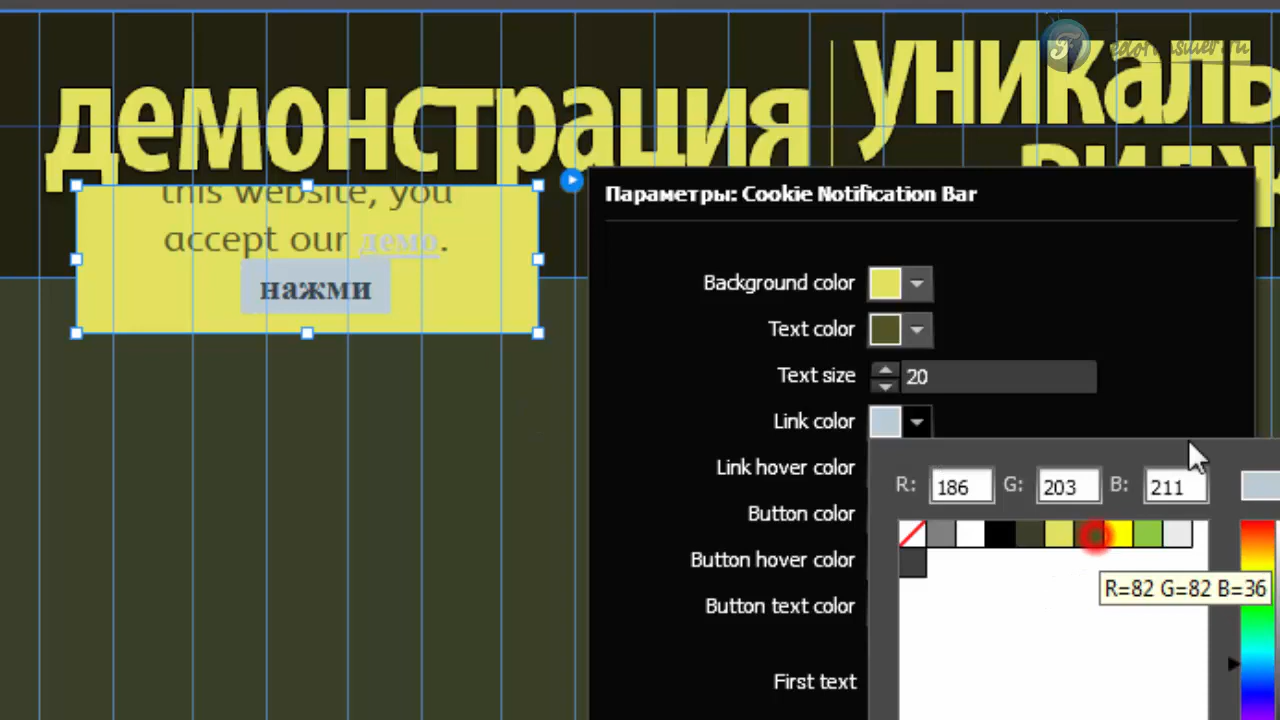 демонстрация
уникаль
this website, you
accept our демо.
нажми
Параметры: Cookie Notification Bar
Background color
Text color
Text size 20
Link color
Link hover color
R: 186 G: 203 B: 211
Button color
Button hover color
R=82 G=82 B=36
Button text color
First text